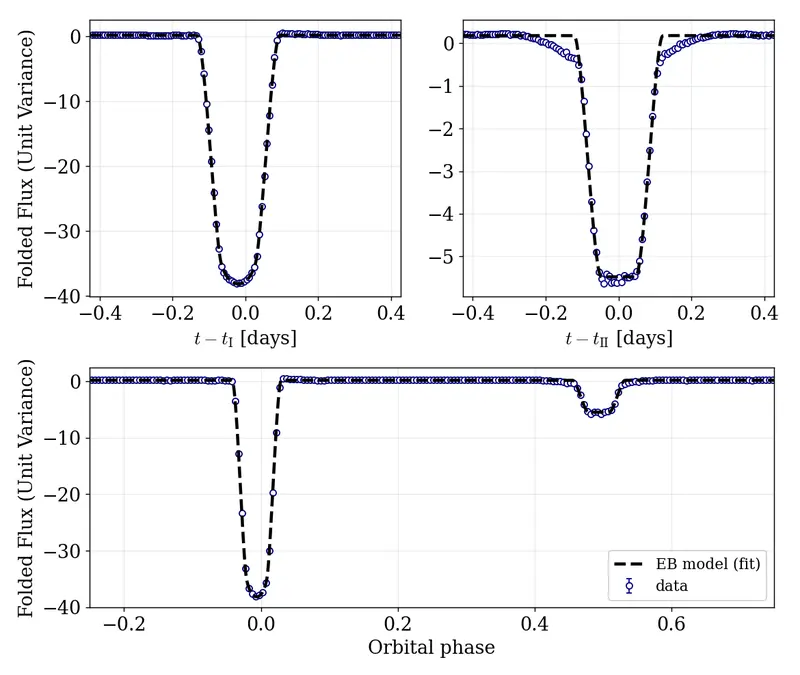 Folded Flux (Unit Variance)
0
−10
−20
−30
−40
−0.4 −0.2 0.0 0.2 0.4
t − tI [days]
0
−1
−2
−3
−4
−5
−0.4 −0.2 0.0 0.2 0.4
t − tII [days]
Folded Flux (Unit Variance)
0
−10
−20
−30
−40
−0.2 0.0 0.2 0.4 0.6
Orbital phase
EB model (fit)
data